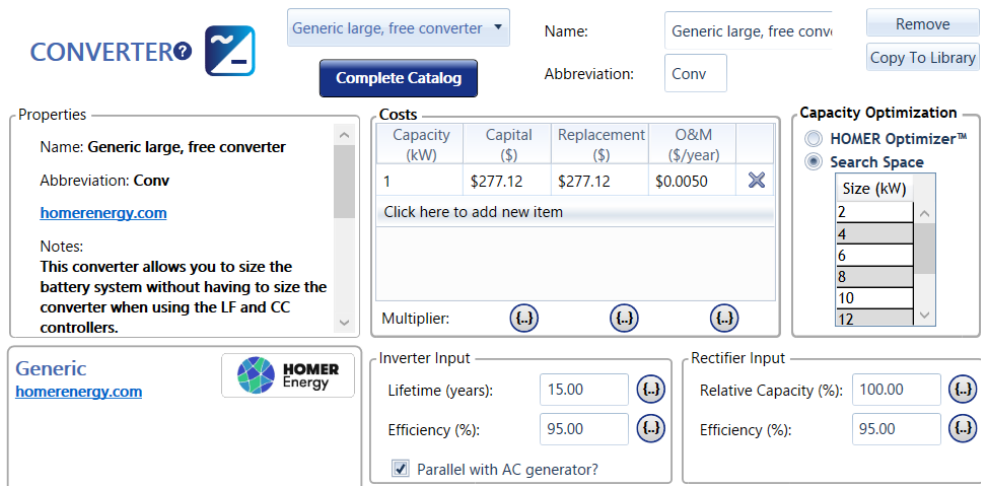 CONVERTER?
Generic large, free converter
Complete Catalog
Name:
Generic large, free conv
Abbreviation:
Conv
Remove
Copy To Library
Properties
Name: Generic large, free converter
Abbreviation: Conv
homerenergy.com
Notes:
This converter allows you to size the
battery system without having to size the
converter when using the LF and CC
controllers.
Generic
homerenergy.com
HOMER
Energy
Costs
Capacity (kW) Capital ($) Replacement ($) O&M ($/year)
1 $277.12 $277.12 $0.0050
Click here to add new item
Multiplier: {..} {..} {..}
Capacity Optimization
HOMER Optimizer™
Search Space
Size (kW)
2
4
6
8
10
12
Inverter Input
Lifetime (years): 15.00 {..}
Efficiency (%): 95.00 {..}
Parallel with AC generator?
Rectifier Input
Relative Capacity (%): 100.00 {..}
Efficiency (%): 95.00 {..}